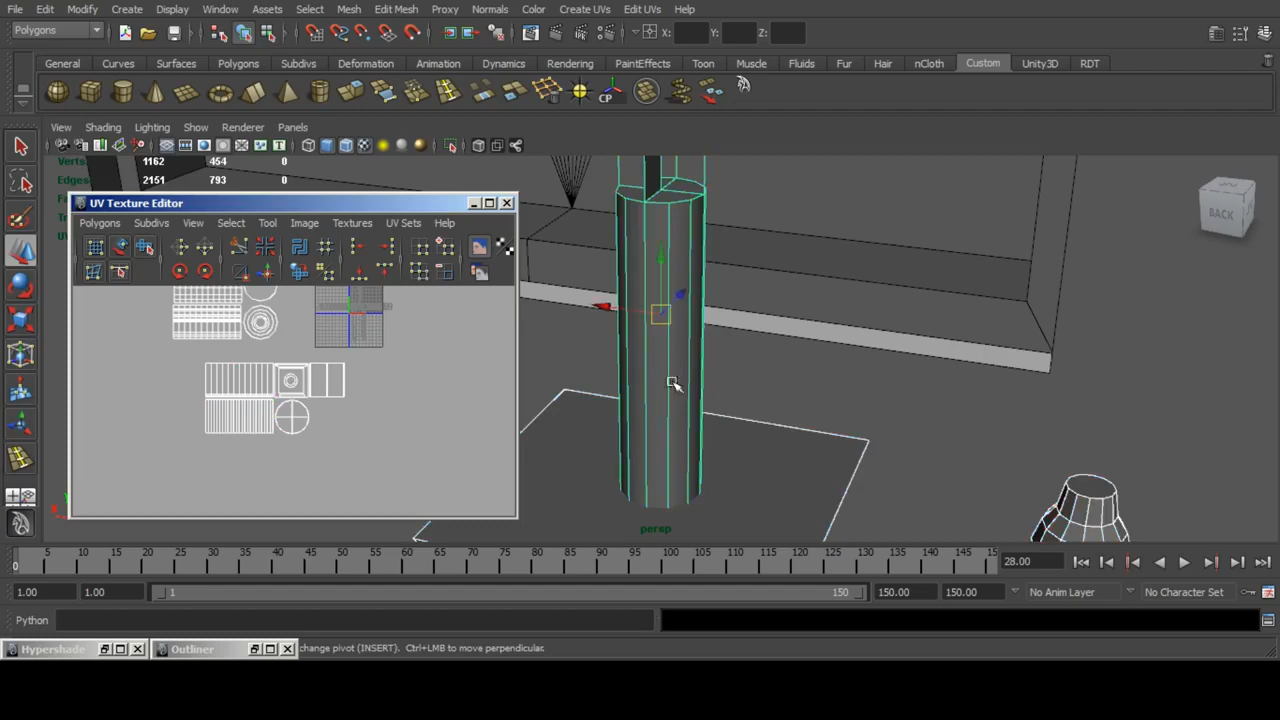 File Edit Modify Create Display Window Assets Select Mesh Edit Mesh Proxy Normals Color Create UVs Edit UVs Help
Polygons X: Y: Z:
General Curves Surfaces Polygons Subdivs Deformation Animation Dynamics Rendering PaintEffects Toon Muscle Fluids Fur Hair nCloth Custom Unity3D RDT
CP
View Shading Lighting Show Renderer Panels
Verts 1162 454 0
Edges 2151 793 0
UV Texture Editor
Polygons Subdivs View Select Tool Image Textures UV Sets Help
BACK
persp
0 5 10 15 20 25 30 35 40 45 50 55 60 65 70 75 80 85 90 95 100 105 110 115 120 125 130 135 140 145 15 28.00
1.00 1.00 1 150 150.00 150.00 No Anim Layer No Character Set
Python
Hypershade Outliner change pivot (INSERT). Ctrl+LMB to move perpendicular.